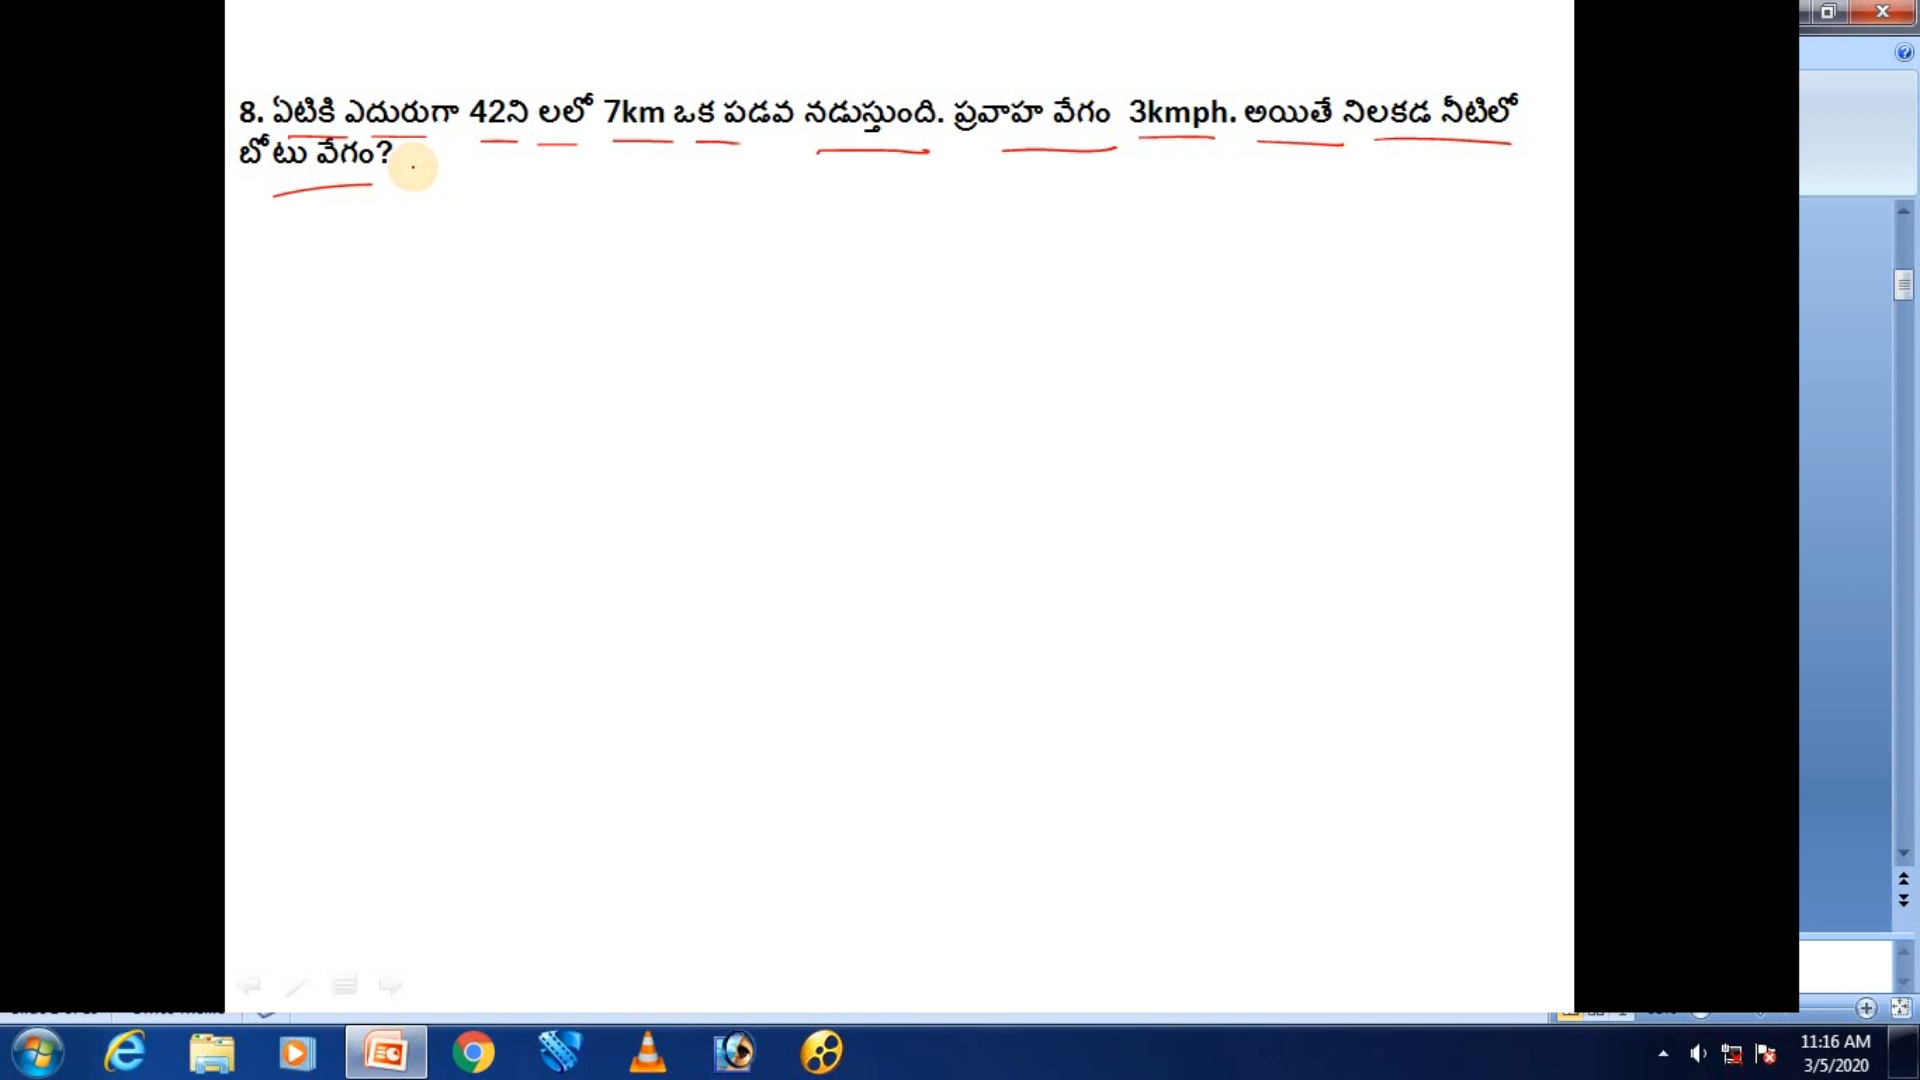 8. ఏటికి ఎదురుగా 42ని లలో 7km ఒక పడవ నడుస్తుంది. ప్రవాహ వేగం 3kmph. అయితే నిలకడ నీటిలో
బోటు వేగం?
11:16 AM
3/5/2020